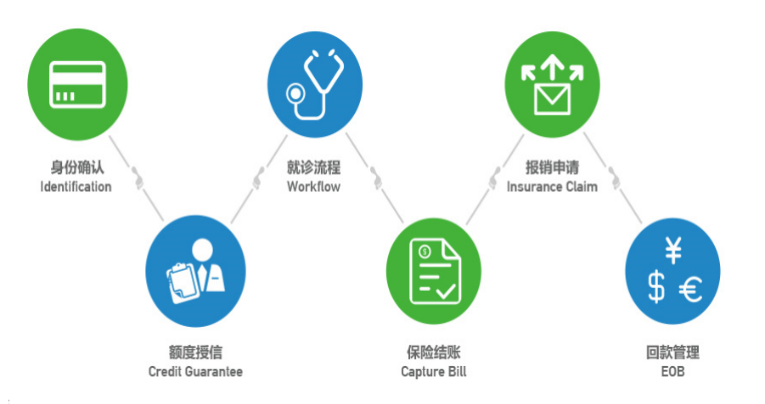 身份确认
Identification
额度授信
Credit Guarantee
就诊流程
Workflow
保险结账
Capture Bill
报销申请
Insurance Claim
回款管理
EOB
¥
$ €